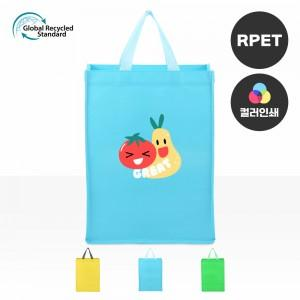 Global Recycled
Standard
RPET
컬러인쇄
GREAT